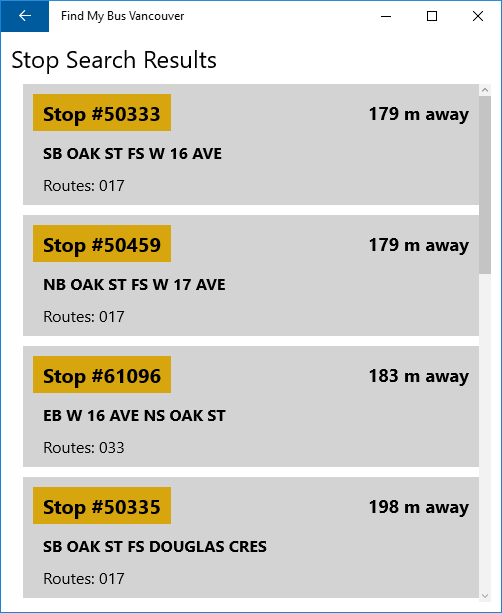 Find My Bus Vancouver
Stop Search Results
Stop #50333 179 m away
SB OAK ST FS W 16 AVE
Routes: 017
Stop #50459 179 m away
NB OAK ST FS W 17 AVE
Routes: 017
Stop #61096 183 m away
EB W 16 AVE NS OAK ST
Routes: 033
Stop #50335 198 m away
SB OAK ST FS DOUGLAS CRES
Routes: 017